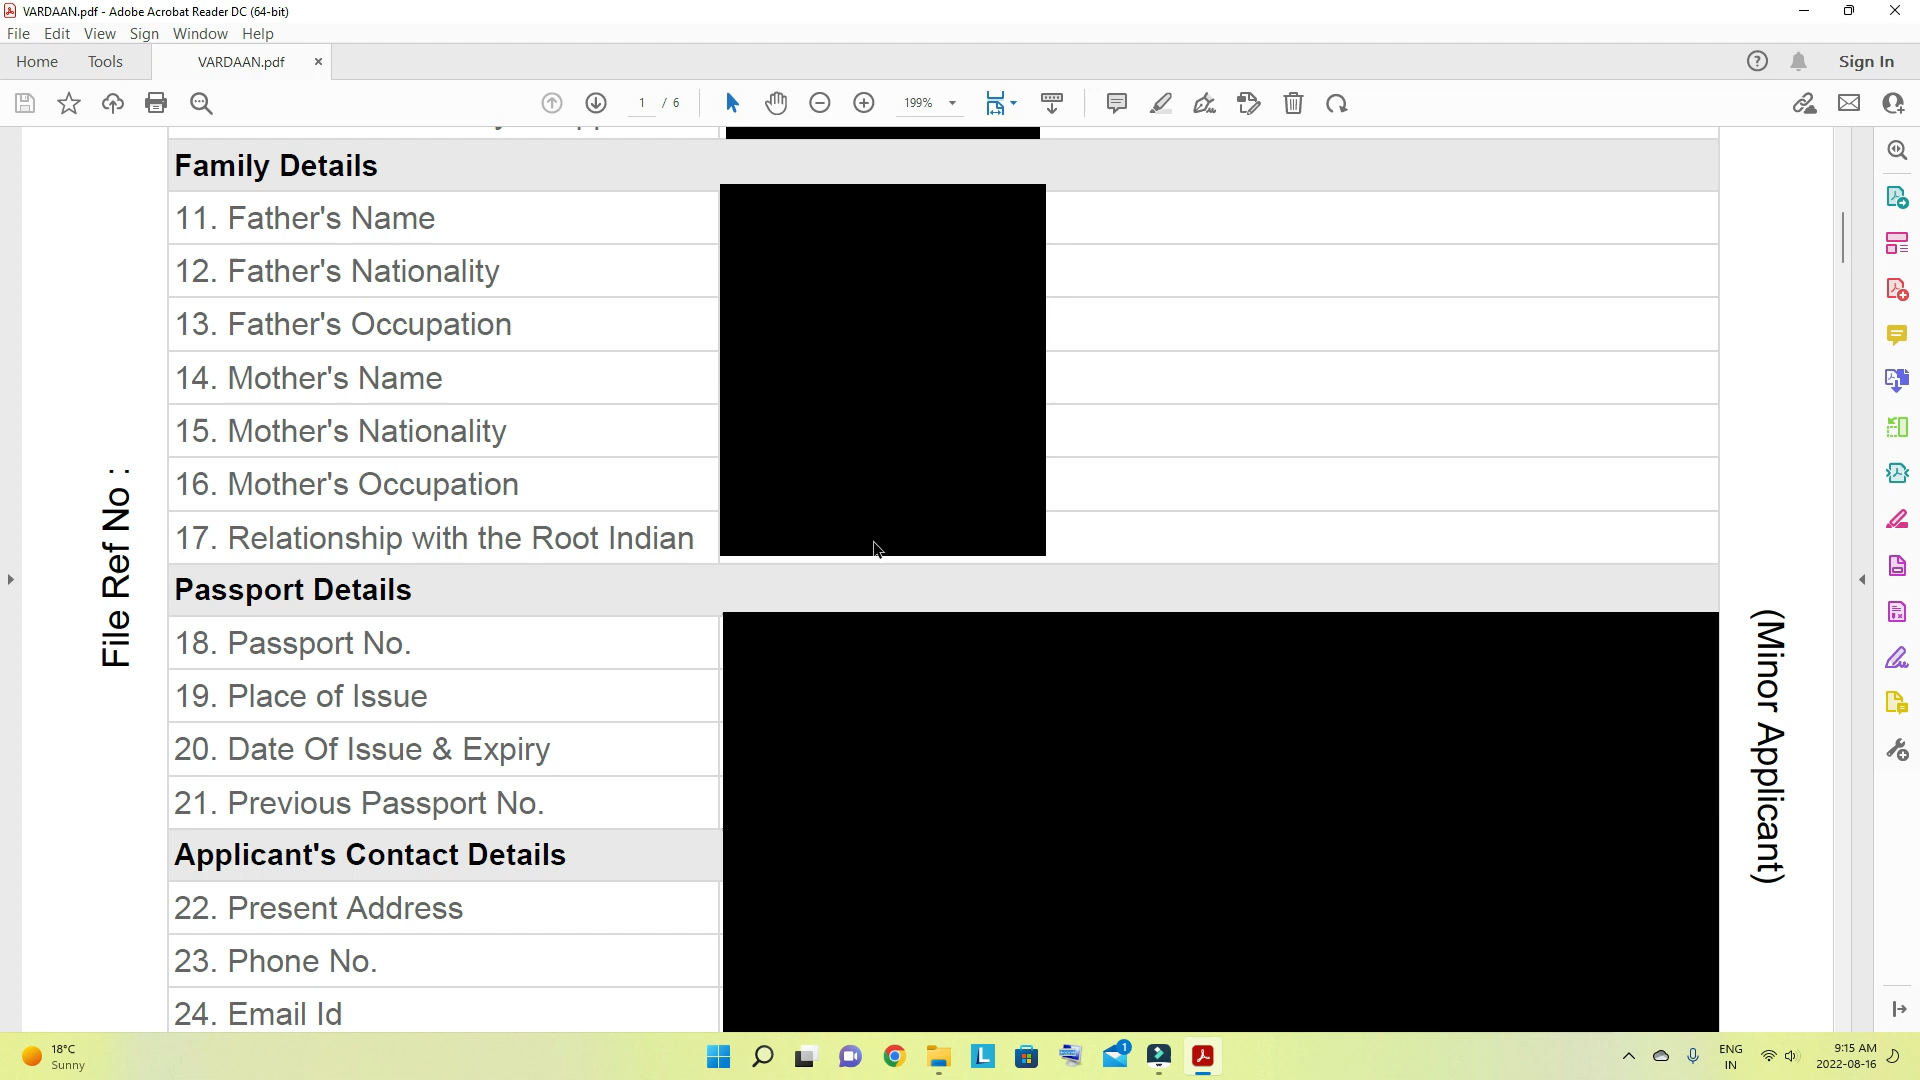 VARDAAN.pdf - Adobe Acrobat Reader DC (64-bit)
File Edit View Sign Window Help
Home Tools VARDAAN.pdf × Sign In
1 / 6 199%
Family Details
11. Father's Name
12. Father's Nationality
13. Father's Occupation
14. Mother's Name
15. Mother's Nationality
16. Mother's Occupation
17. Relationship with the Root Indian
Passport Details
18. Passport No.
19. Place of Issue
20. Date Of Issue & Expiry
21. Previous Passport No.
Applicant's Contact Details
22. Present Address
23. Phone No.
24. Email Id
File Ref No :
(Minor Applicant)
18°C
Sunny
1
ENG
IN
9:15 AM
2022-08-16